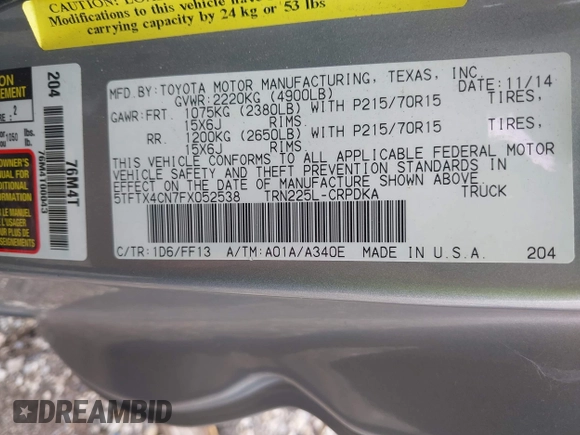 Modifications to this vehicle have
carrying capacity by 24 kg or 53 lbs
MFD.BY:TOYOTA MOTOR MANUFACTURING, TEXAS, INC.
GVWR:2220KG (4900LB) DATE:11/14
GAWR:FRT. 1075KG (2380LB) WITH P215/70R15 TIRES,
15X6J RIMS.
RR. 1200KG (2650LB) WITH P215/70R15 TIRES,
15X6J RIMS.
THIS VEHICLE CONFORMS TO ALL APPLICABLE FEDERAL MOTOR
VEHICLE SAFETY AND THEFT PREVENTION STANDARDS IN
EFFECT ON THE DATE OF MANUFACTURE SHOWN ABOVE.
5TFTX4CN7FX052538 TRN225L-CRPDKA TRUCK
C/TR:1D6/FF13 A/TM:A01A/A340E MADE IN U.S.A. 204
204
76M4T
DREAMBID